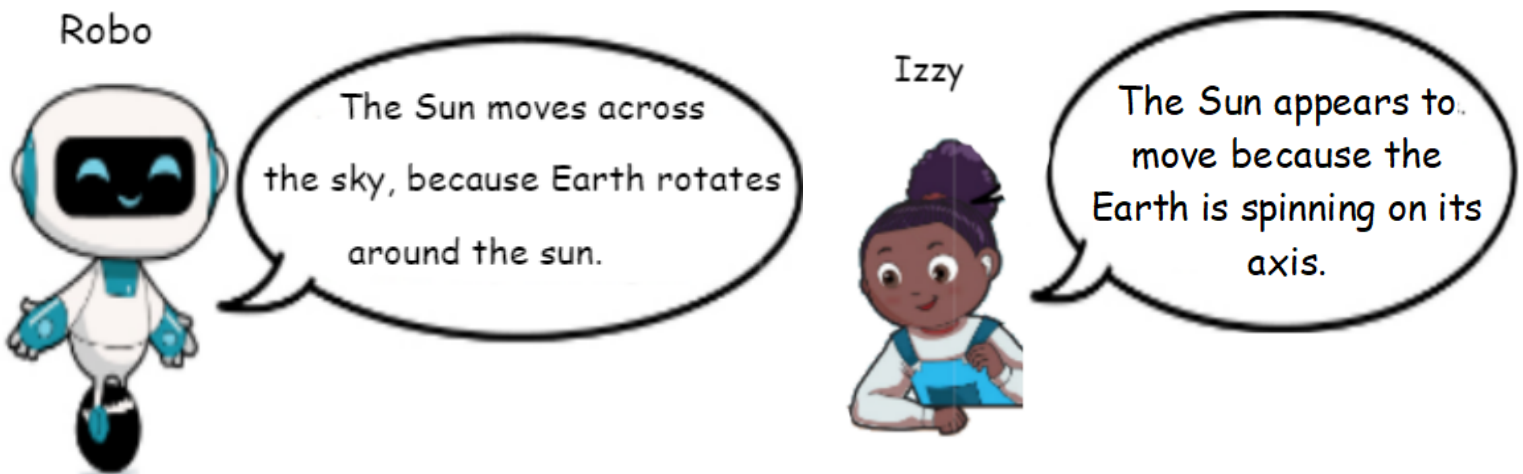 Robo
The Sun moves across
the sky, because Earth rotates
around the sun.
Izzy
The Sun appears to
move because the
Earth is spinning on its
axis.